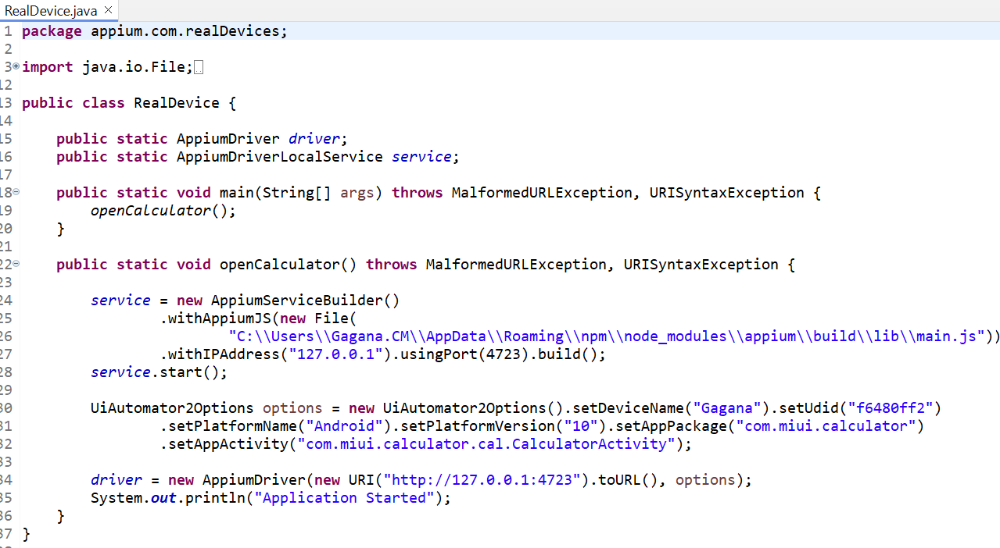 RealDevice.java ×
1 package appium.com.realDevices;
2
3 import java.io.File;
12
13 public class RealDevice {
14
15     public static AppiumDriver driver;
16     public static AppiumDriverLocalService service;
17
18     public static void main(String[] args) throws MalformedURLException, URISyntaxException {
19         openCalculator();
20     }
21
22     public static void openCalculator() throws MalformedURLException, URISyntaxException {
23
24         service = new AppiumServiceBuilder()
25                 .withAppiumJS(new File(
26                         "C:\\Users\\Gagana.CM\\AppData\\Roaming\\npm\\node_modules\\appium\\build\\lib\\main.js"))
27                 .withIPAddress("127.0.0.1").usingPort(4723).build();
28         service.start();
29
30         UiAutomator2Options options = new UiAutomator2Options().setDeviceName("Gagana").setUdid("f6480ff2")
31                 .setPlatformName("Android").setPlatformVersion("10").setAppPackage("com.miui.calculator")
32                 .setAppActivity("com.miui.calculator.cal.CalculatorActivity");
33
34         driver = new AppiumDriver(new URI("http://127.0.0.1:4723").toURL(), options);
35         System.out.println("Application Started");
36     }
37 }